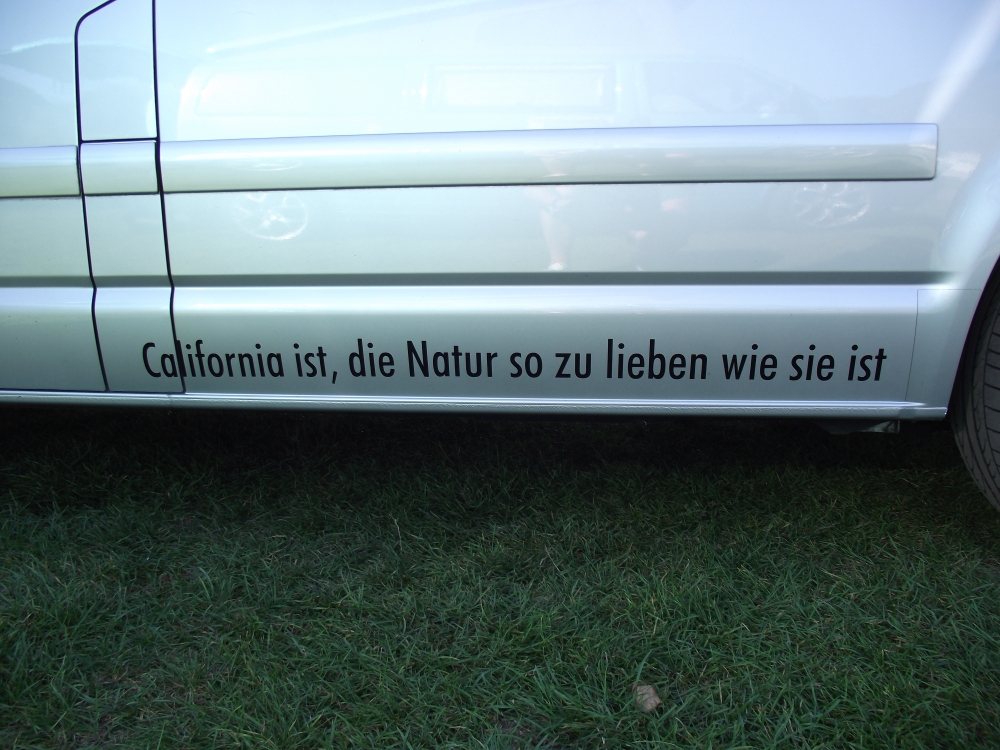 California ist, die Natur so zu lieben wie sie ist